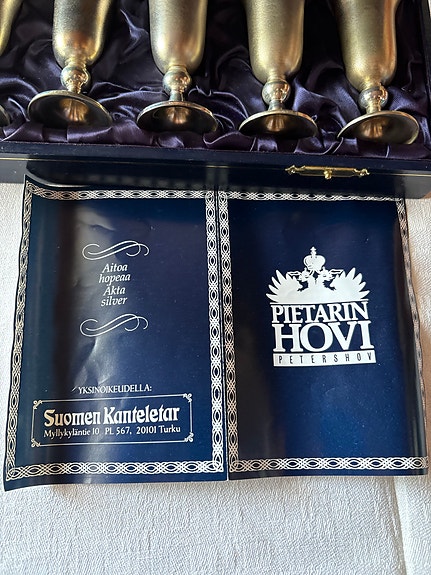 Aitoa
hopeaa
Äkta
silver
YKSINOIKEUDELLA:
Suomen Kanteletar
Myllykyläntie 10 PL 567, 20101 Turku
PIETARIN
HOVI
PETERSHOV